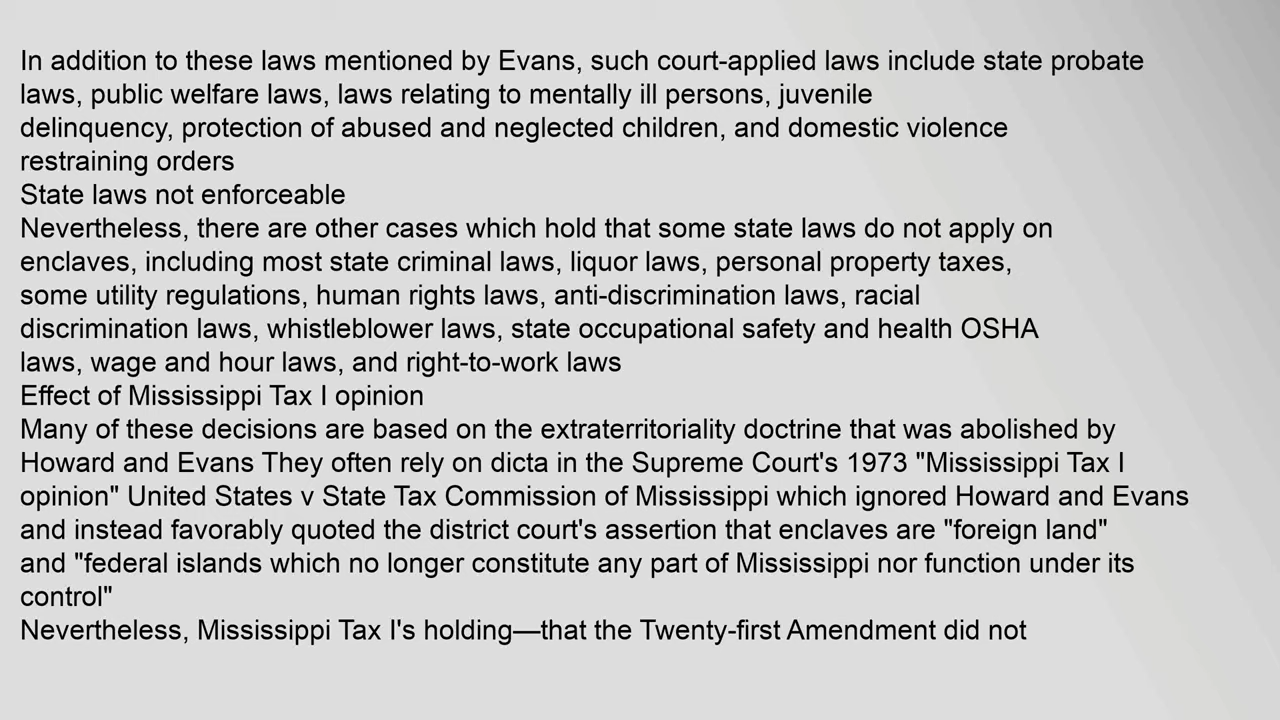 In addition to these laws mentioned by Evans, such court-applied laws include state probate
laws, public welfare laws, laws relating to mentally ill persons, juvenile
delinquency, protection of abused and neglected children, and domestic violence
restraining orders
State laws not enforceable
Nevertheless, there are other cases which hold that some state laws do not apply on
enclaves, including most state criminal laws, liquor laws, personal property taxes,
some utility regulations, human rights laws, anti-discrimination laws, racial
discrimination laws, whistleblower laws, state occupational safety and health OSHA
laws, wage and hour laws, and right-to-work laws
Effect of Mississippi Tax I opinion
Many of these decisions are based on the extraterritoriality doctrine that was abolished by
Howard and Evans They often rely on dicta in the Supreme Court's 1973 "Mississippi Tax I
opinion" United States v State Tax Commission of Mississippi which ignored Howard and Evans
and instead favorably quoted the district court's assertion that enclaves are "foreign land"
and "federal islands which no longer constitute any part of Mississippi nor function under its
control"
Nevertheless, Mississippi Tax I's holding—that the Twenty-first Amendment did not